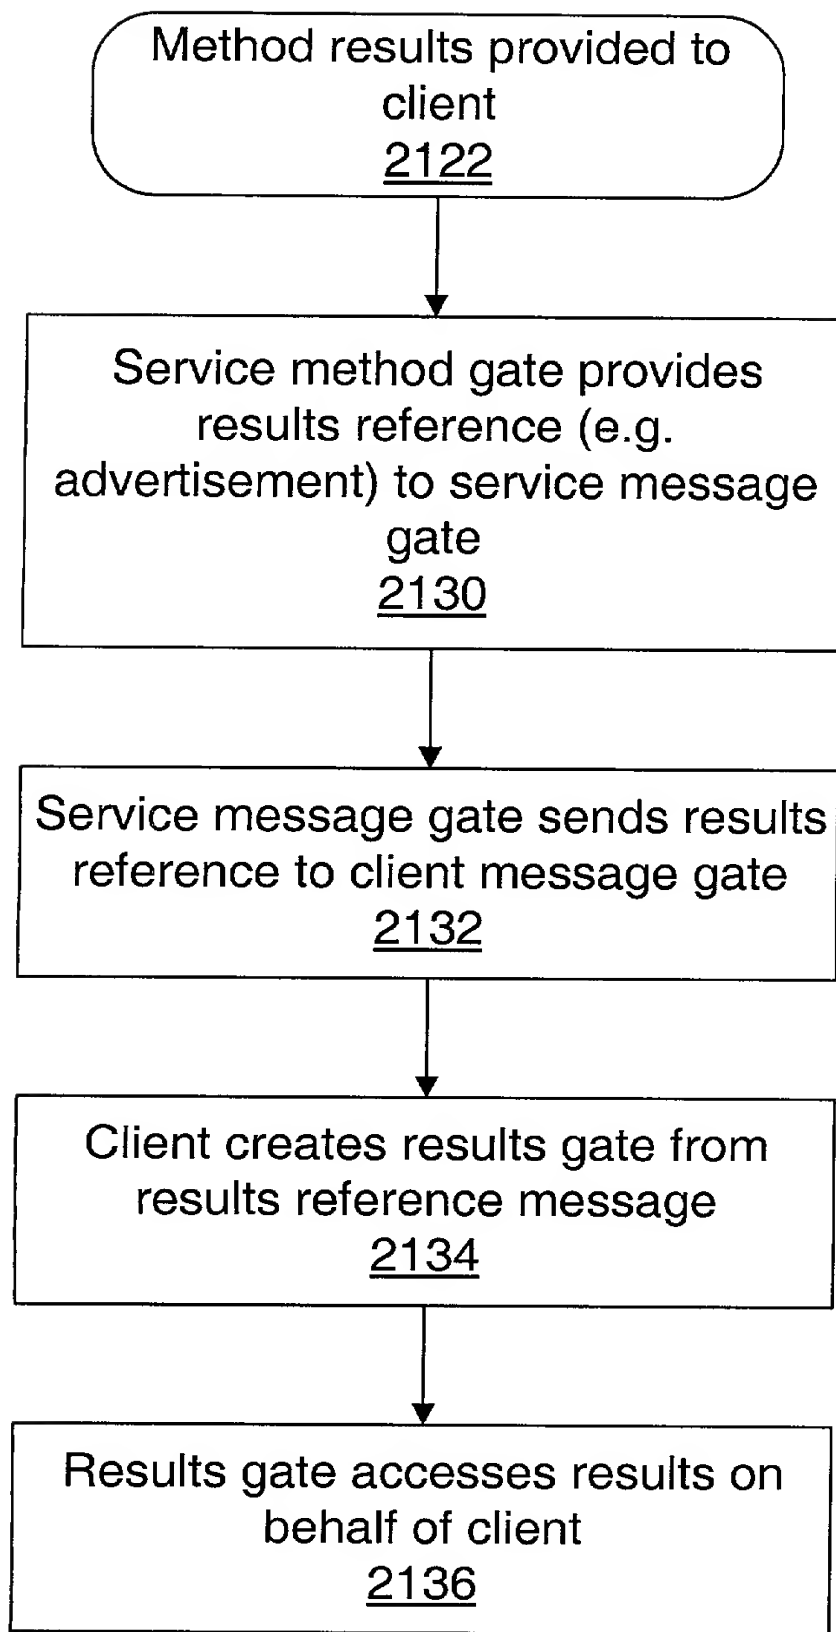 Method results provided to
client
2122
Service method gate provides
results reference (e.g.
advertisement) to service message
gate
2130
Service message gate sends results
reference to client message gate
2132
Client creates results gate from
results reference message
2134
Results gate accesses results on
behalf of client
2136